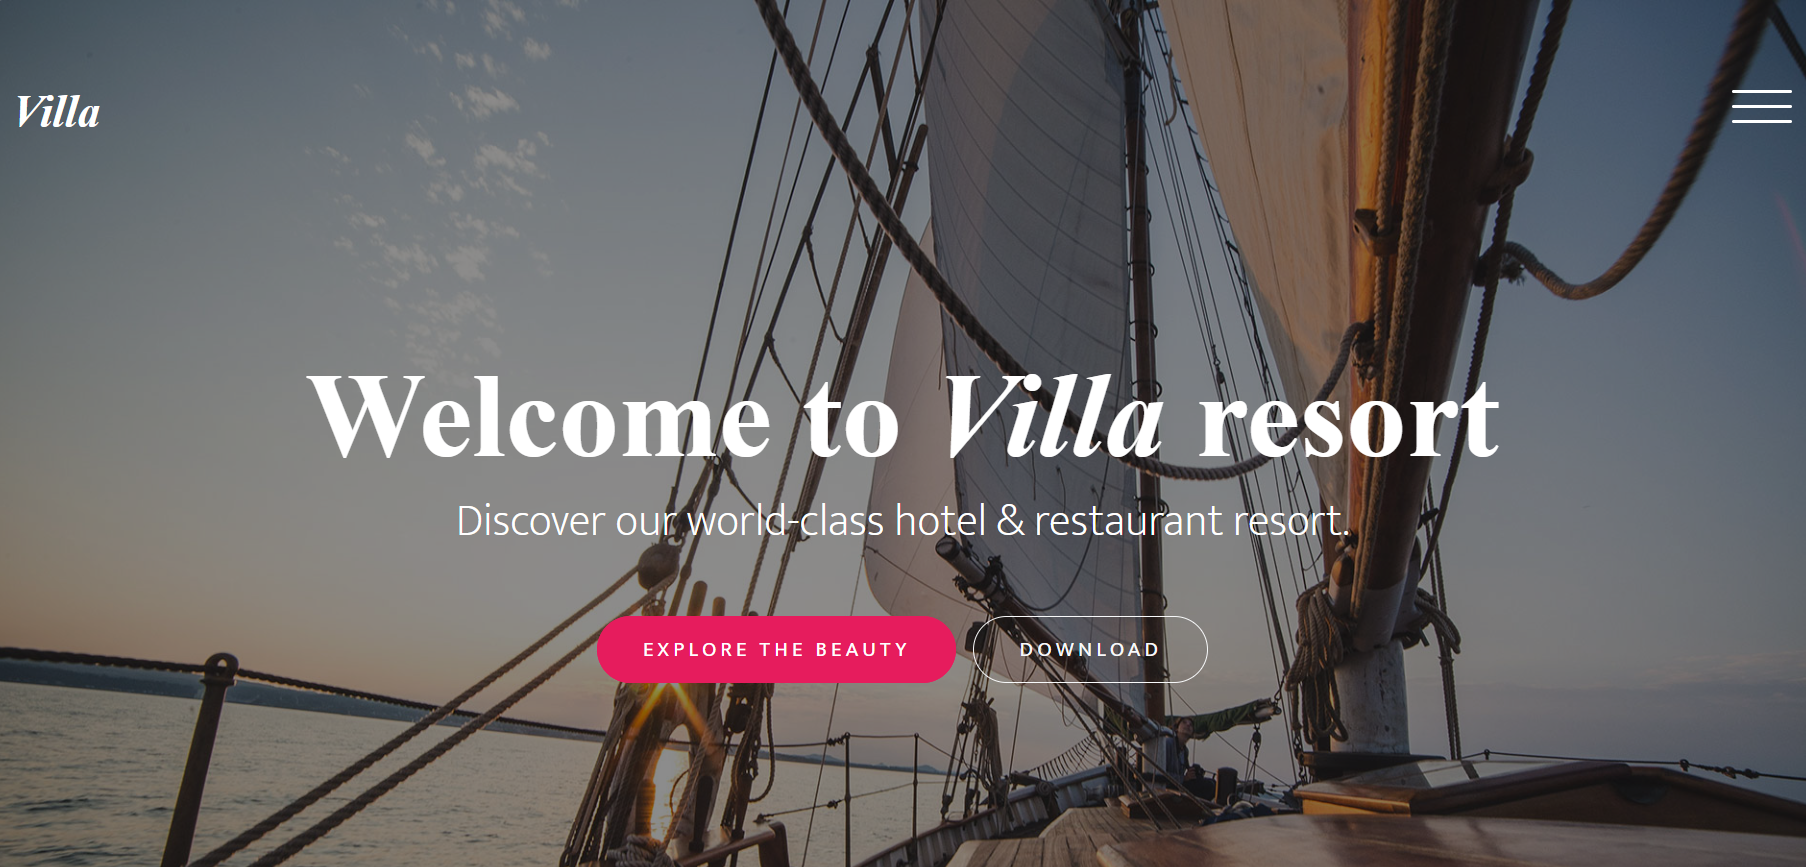 Villa
Welcome to Villa resort
Discover our world-class hotel & restaurant resort.
EXPLORE THE BEAUTY
DOWNLOAD